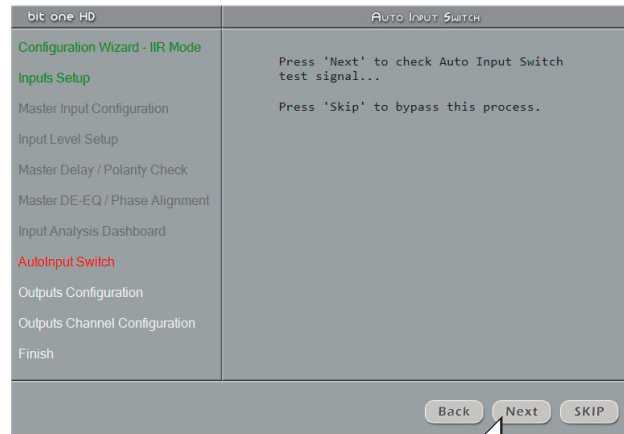 bit one HD
Auto Input Switch
Configuration Wizard - IIR Mode
Inputs Setup
Master Input Configuration
Input Level Setup
Master Delay / Polarity Check
Master DE-EQ / Phase Alignment
Input Analysis Dashboard
AutoInput Switch
Outputs Configuration
Outputs Channel Configuration
Finish
Press 'Next' to check Auto Input Switch
test signal...
Press 'Skip' to bypass this process.
Back Next SKIP